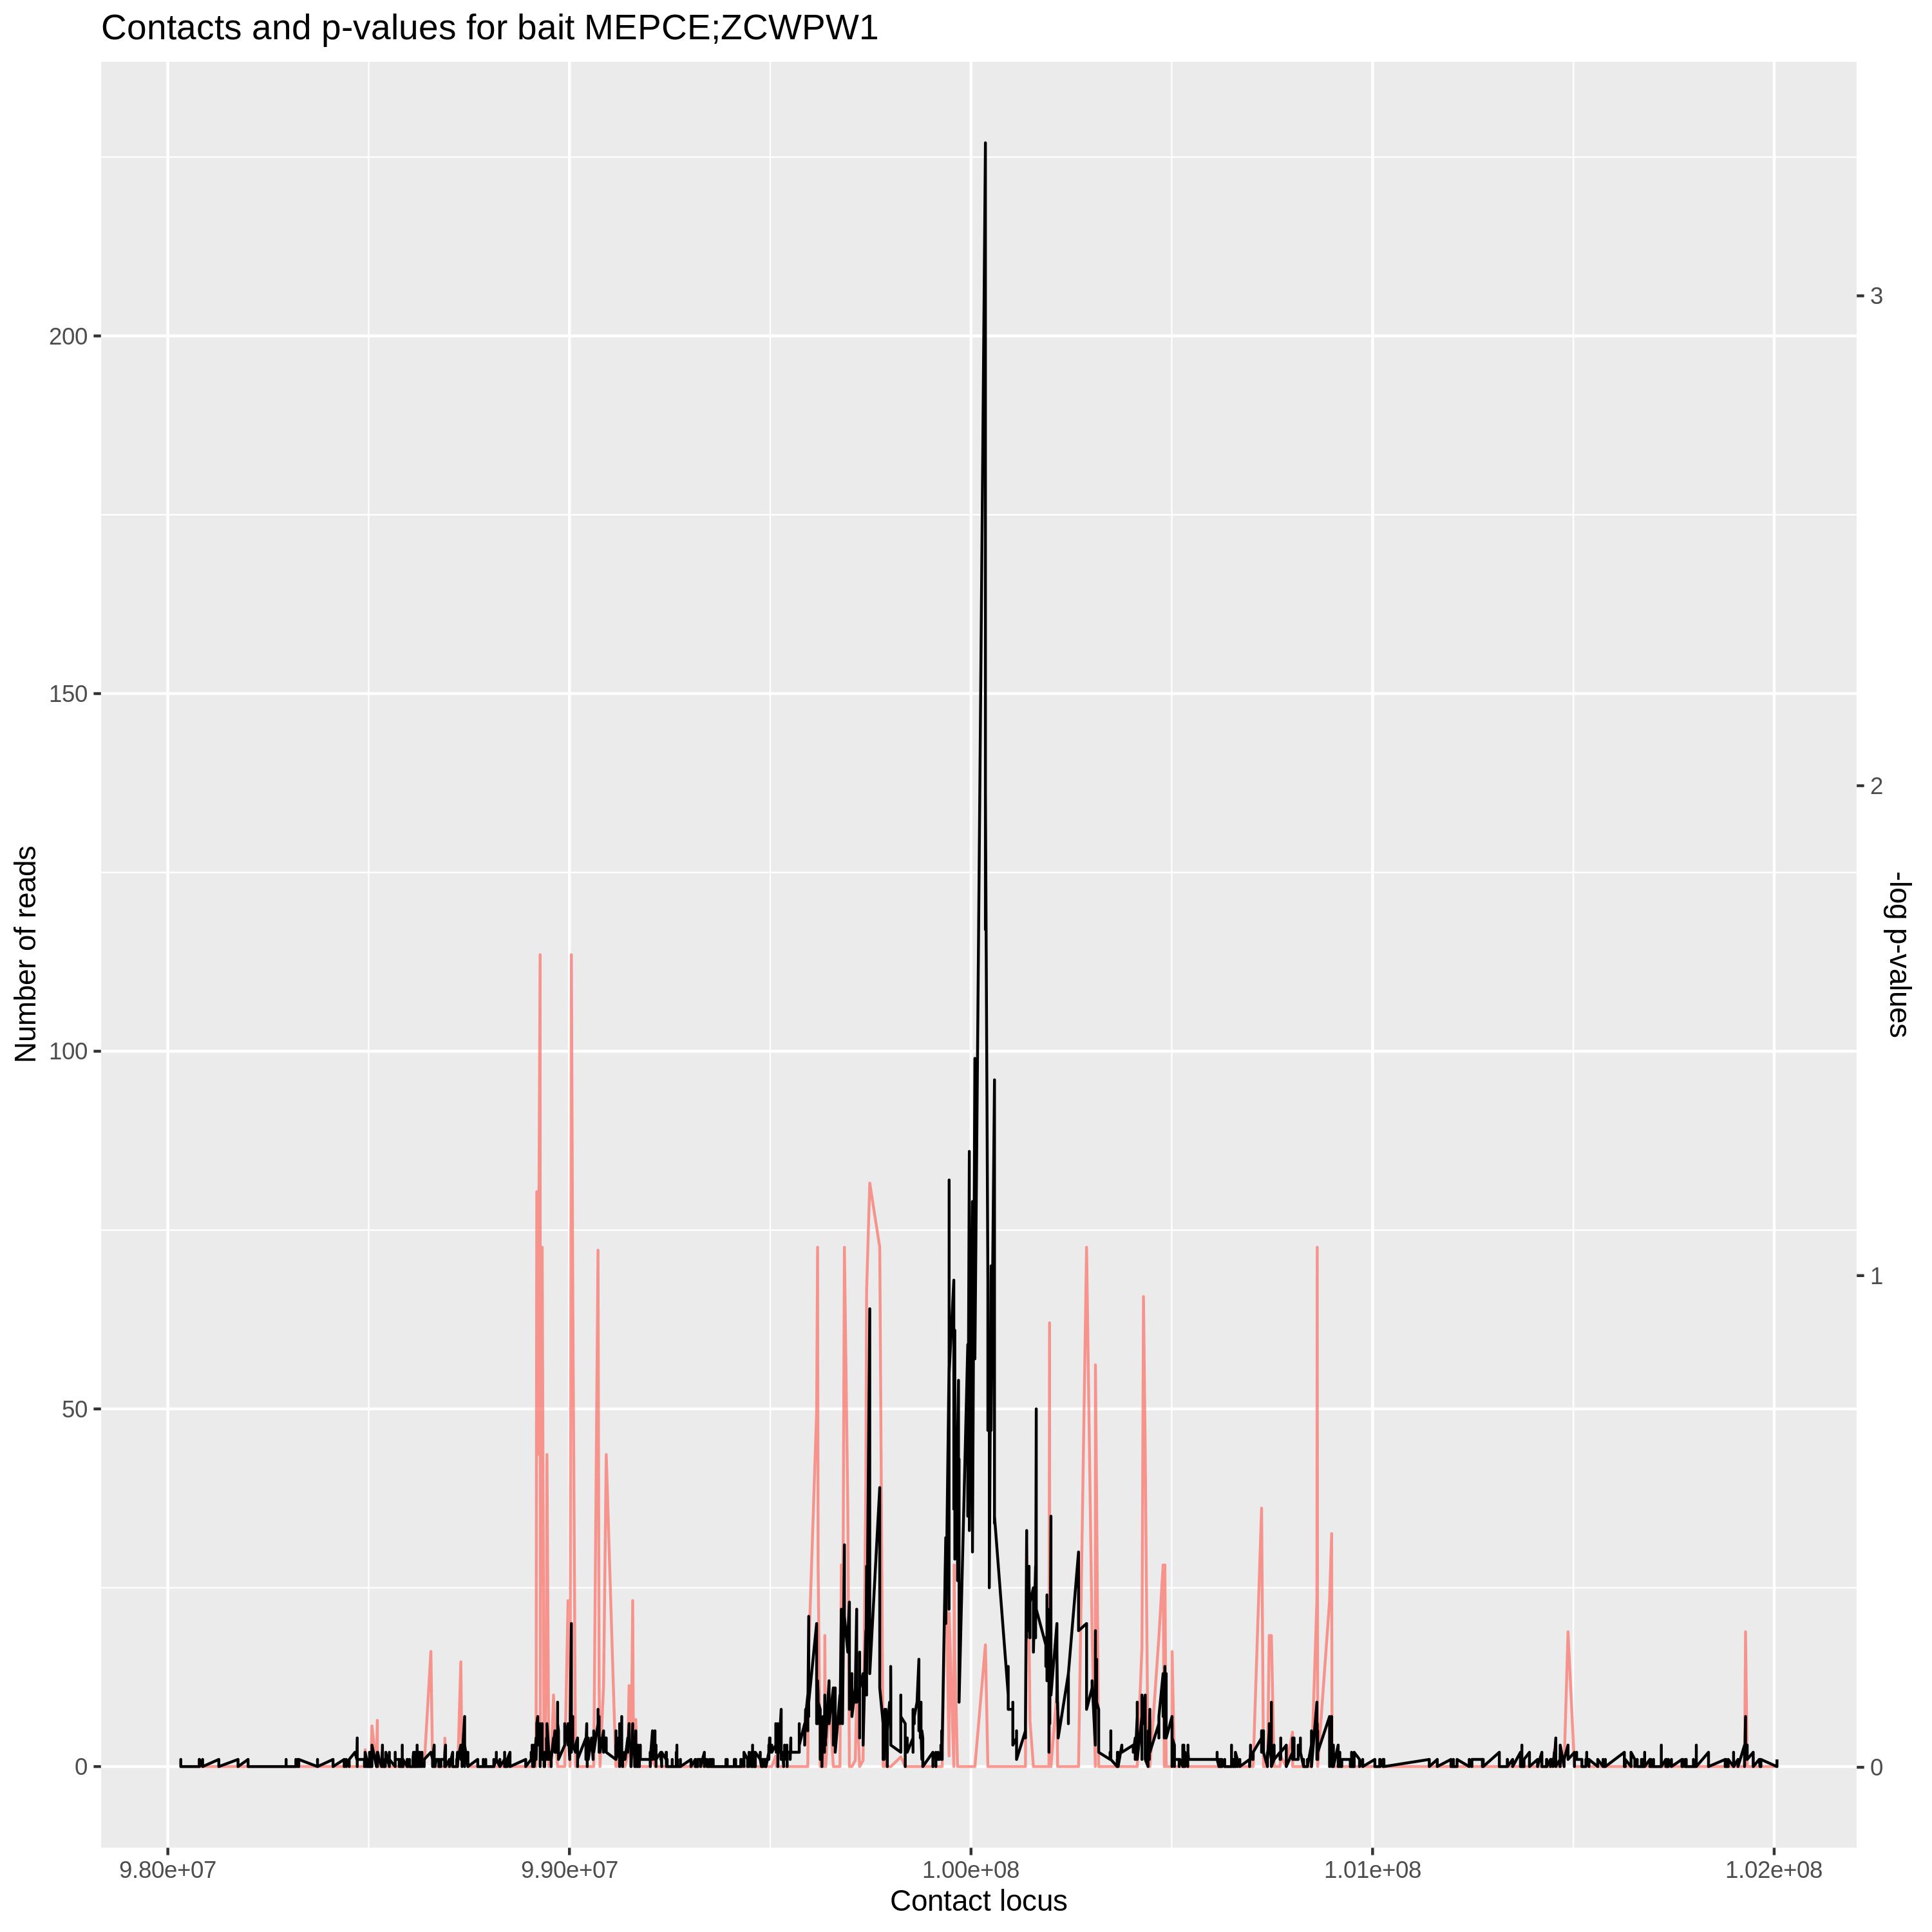 Contacts and p-values for bait MEPCE;ZCWPW1
Number of reads
200
150
100
50
0
3
2
1
0
-log p-values
9.80e+07
9.90e+07
1.00e+08
1.01e+08
1.02e+08
Contact locus